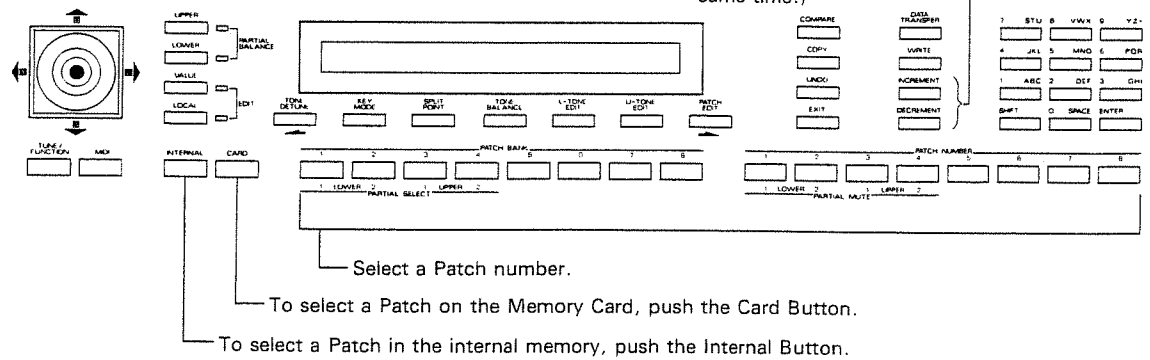 same time.)
UPPER
LOWER
PARTIAL
BALANCE
VALUE
LOCAL
EDIT
TUNE/
FUNCTION
MIDI
INTERNAL
CARD
TONE
DETUNE
KEY
MODE
SPLIT
POINT
TONE
BALANCE
L-TONE
EDIT
U-TONE
EDIT
PATCH
EDIT
COMPARE
COPY
UNDO
EXIT
DATA
TRANSFER
WRITE
INCREMENT
DECREMENT
7 STU 8 VWX 9 YZ-
4 JKL 5 MNO 6 PQR
1 ABC 2 DEF 3 GHI
SHIFT 0 SPACE ENTER
PATCH BANK
1 2 3 4 5 6 7 8
1 LOWER 2 1 UPPER 2
PARTIAL SELECT
PATCH NUMBER
1 2 3 4 5 6 7 8
1 LOWER 2 1 UPPER 2
PARTIAL MUTE
Select a Patch number.
To select a Patch on the Memory Card, push the Card Button.
To select a Patch in the internal memory, push the Internal Button.